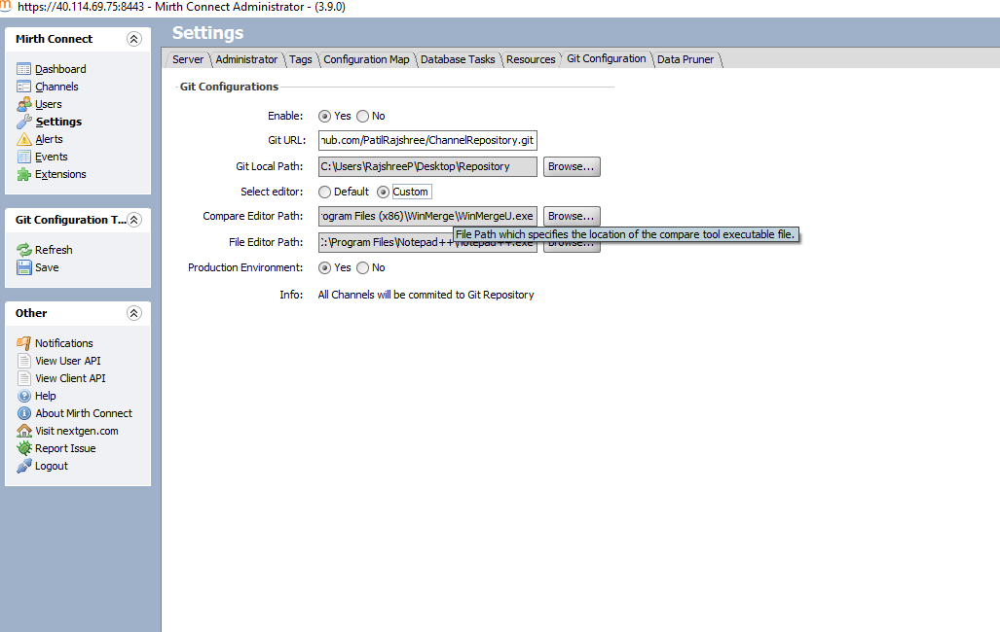 https://40.114.69.75:8443 - Mirth Connect Administrator - (3.9.0)
Mirth Connect
Dashboard
Channels
Users
Settings
Alerts
Events
Extensions
Git Configuration T...
Refresh
Save
Other
Notifications
View User API
View Client API
Help
About Mirth Connect
Visit nextgen.com
Report Issue
Logout
Settings
Server Administrator Tags Configuration Map Database Tasks Resources Git Configuration Data Pruner
Git Configurations
Enable: Yes No
Git URL: hub.com/PatilRajshree/ChannelRepository.git
Git Local Path: C:\Users\RajshreeP\Desktop\Repository Browse...
Select editor: Default Custom
Compare Editor Path: rogram Files (x86)\WinMerge\WinMergeU.exe Browse...
File Path which specifies the location of the compare tool executable file.
File Editor Path: C:\Program Files\Notepad++\notepad++.exe Browse...
Production Environment: Yes No
Info: All Channels will be commited to Git Repository